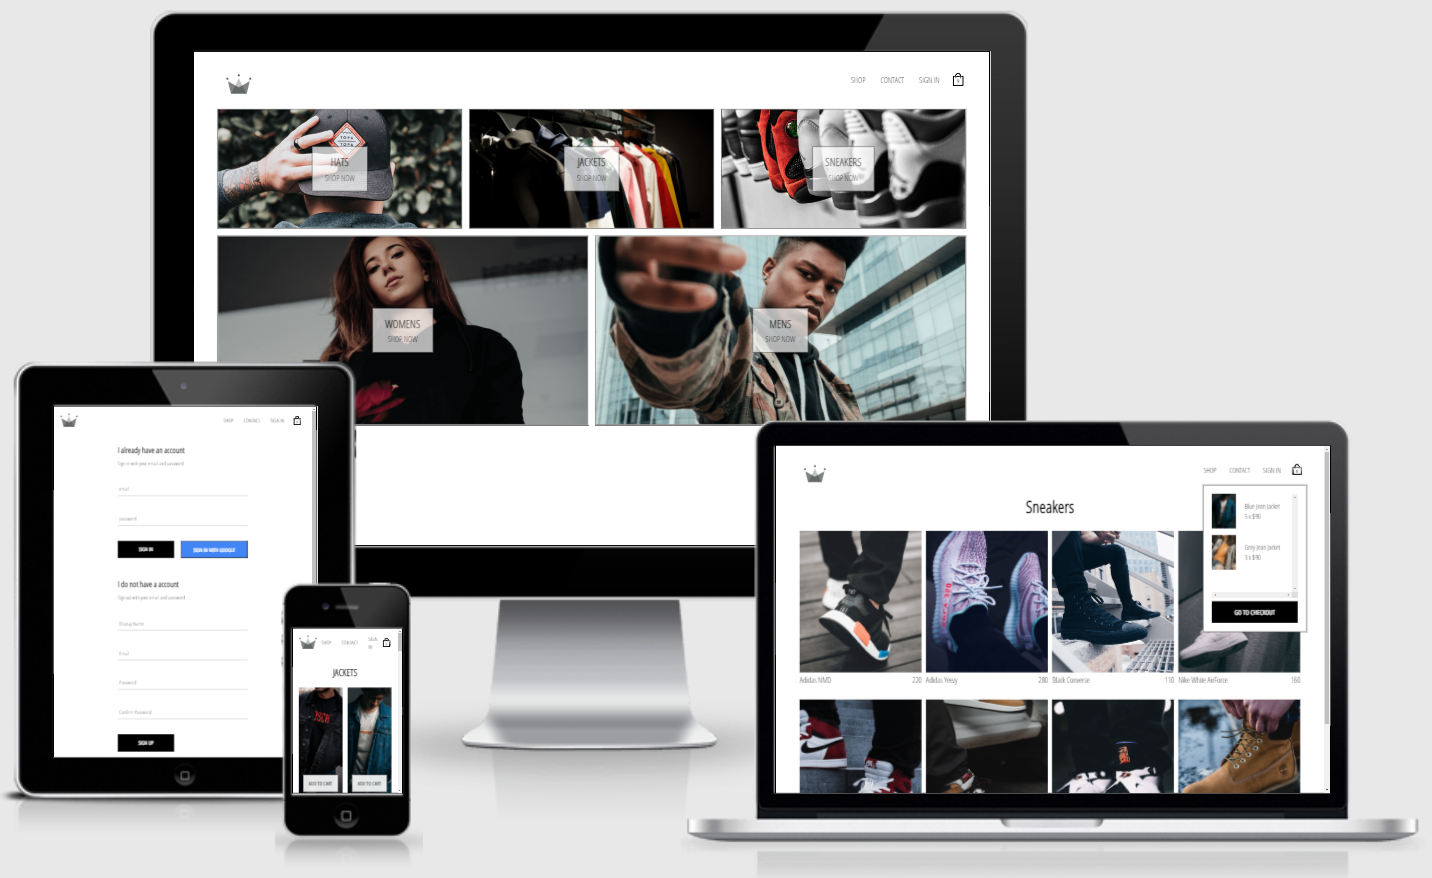 SHOP CONTACT SIGN IN
TOPA
TOPA
HATS
SHOP NOW
JACKETS
SHOP NOW
SNEAKERS
SHOP NOW
WOMENS
SHOP NOW
MENS
SHOP NOW
SHOP CONTACT SIGN IN
I already have an account
Sign in with your email and password
email
password
SIGN IN SIGN IN WITH GOOGLE
I do not have a account
Sign up with your email and password
Display Name
Email
Password
Confirm Password
SIGN UP
SHOP CONTACT SIGN
IN
JACKETS
ADD TO CART ADD TO CART
SHOP CONTACT SIGN IN
Sneakers
Blue Jean Jacket
Grey Jean Jacket
GO TO CHECKOUT
Adidas NMD 220 Adidas Yeezy 280 Black Converse 110 Nike White AirForce 160